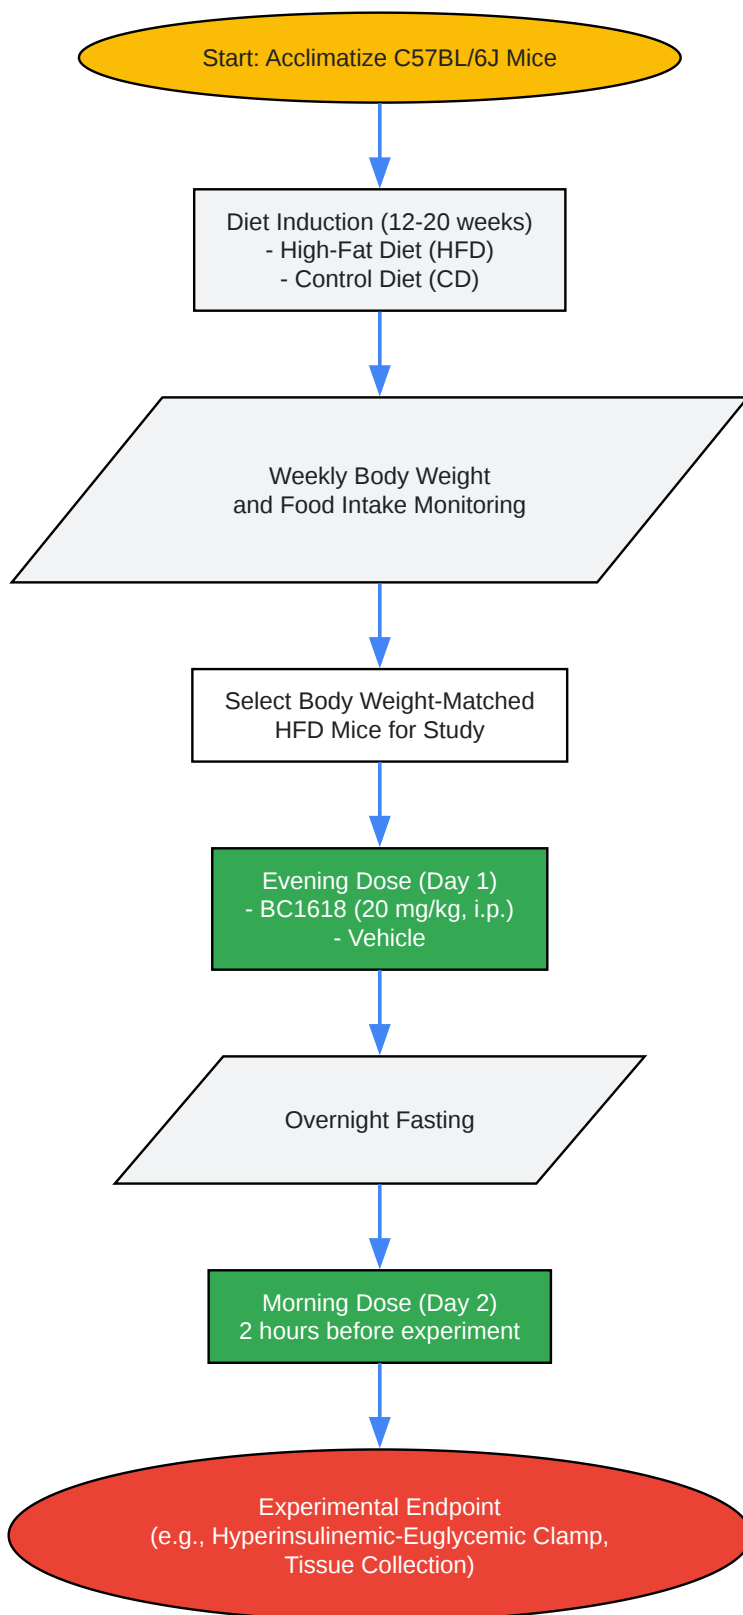 Start: Acclimatize C57BL/6J Mice
Diet Induction (12-20 weeks)
- High-Fat Diet (HFD)
- Control Diet (CD)
Weekly Body Weight
and Food Intake Monitoring
Select Body Weight-Matched
HFD Mice for Study
Evening Dose (Day 1)
- BC1618 (20 mg/kg, i.p.)
- Vehicle
Overnight Fasting
Morning Dose (Day 2)
2 hours before experiment
Experimental Endpoint
(e.g., Hyperinsulinemic-Euglycemic Clamp,
Tissue Collection)